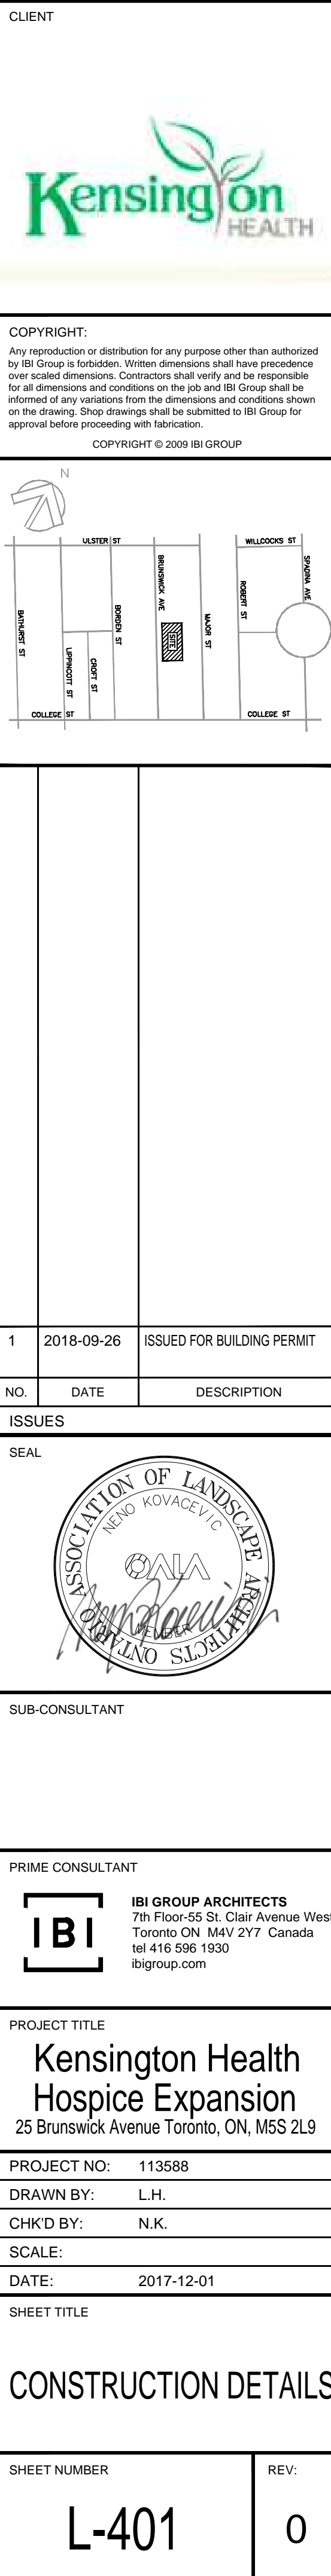 CLIENT
Kensington
HEALTH
COPYRIGHT:
Any reproduction or distribution for any purpose other than authorized
by IBI Group is forbidden. Written dimensions shall have precedence
over scaled dimensions. Contractors shall verify and be responsible
for all dimensions and conditions on the job and IBI Group shall be
informed of any variations from the dimensions and conditions shown
on the drawing. Shop drawings shall be submitted to IBI Group for
approval before proceeding with fabrication.
COPYRIGHT © 2009 IBI GROUP
N
ULSTER ST
WILLCOCKS ST
BATHURST ST
LIPPINCOTT ST
CROFT ST
BORDEN ST
BRUNSWICK AVE
SITE
MAJOR ST
ROBERT ST
SPADINA AVE
COLLEGE ST
COLLEGE ST
1 2018-09-26 ISSUED FOR BUILDING PERMIT
NO. DATE DESCRIPTION
ISSUES
SEAL
ONTARIO ASSOCIATION OF LANDSCAPE ARCHITECTS
NENO KOVACEVIC
OALA
MEMBER
SUB-CONSULTANT
PRIME CONSULTANT
IBI
IBI GROUP ARCHITECTS
7th Floor-55 St. Clair Avenue West
Toronto ON M4V 2Y7 Canada
tel 416 596 1930
ibigroup.com
PROJECT TITLE
Kensington Health
Hospice Expansion
25 Brunswick Avenue Toronto, ON, M5S 2L9
PROJECT NO: 113588
DRAWN BY: L.H.
CHK'D BY: N.K.
SCALE:
DATE: 2017-12-01
SHEET TITLE
CONSTRUCTION DETAILS
SHEET NUMBER
L-401
REV:
0